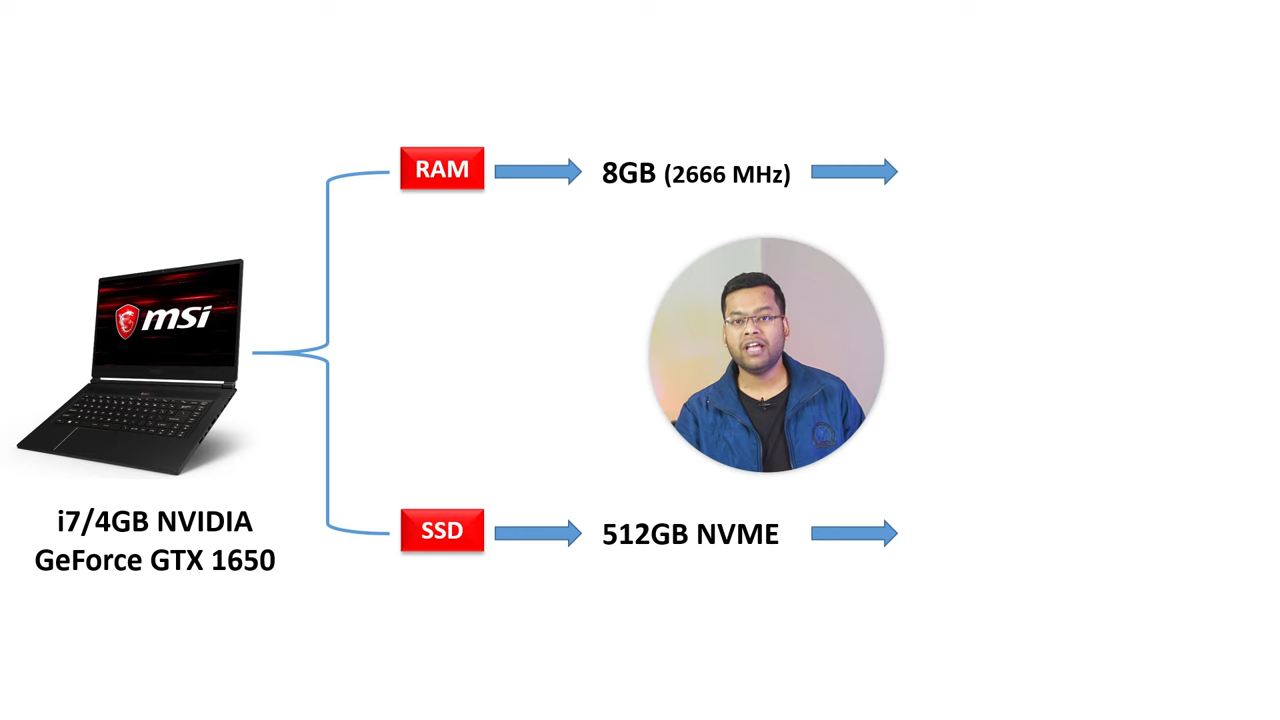 RAM
8GB (2666 MHz)
msi
i7/4GB NVIDIA
GeForce GTX 1650
SSD
512GB NVME